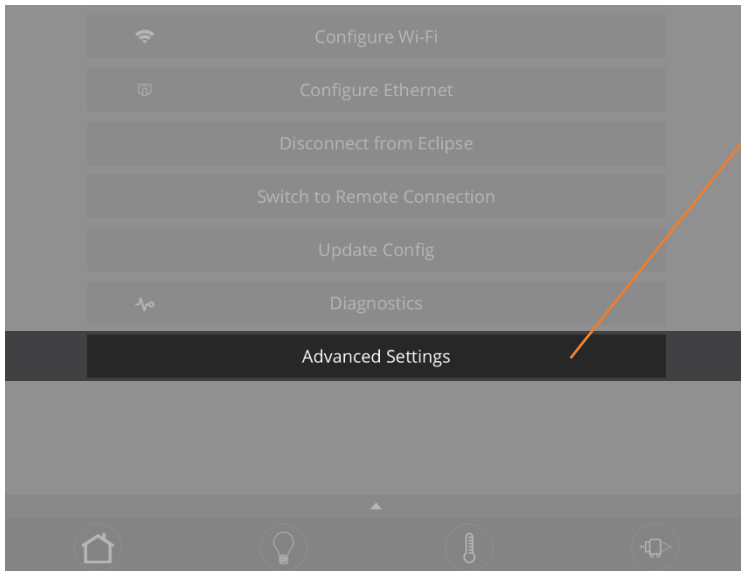 Configure Wi-Fi
Configure Ethernet
Disconnect from Eclipse
Switch to Remote Connection
Update Config
Diagnostics
Advanced Settings